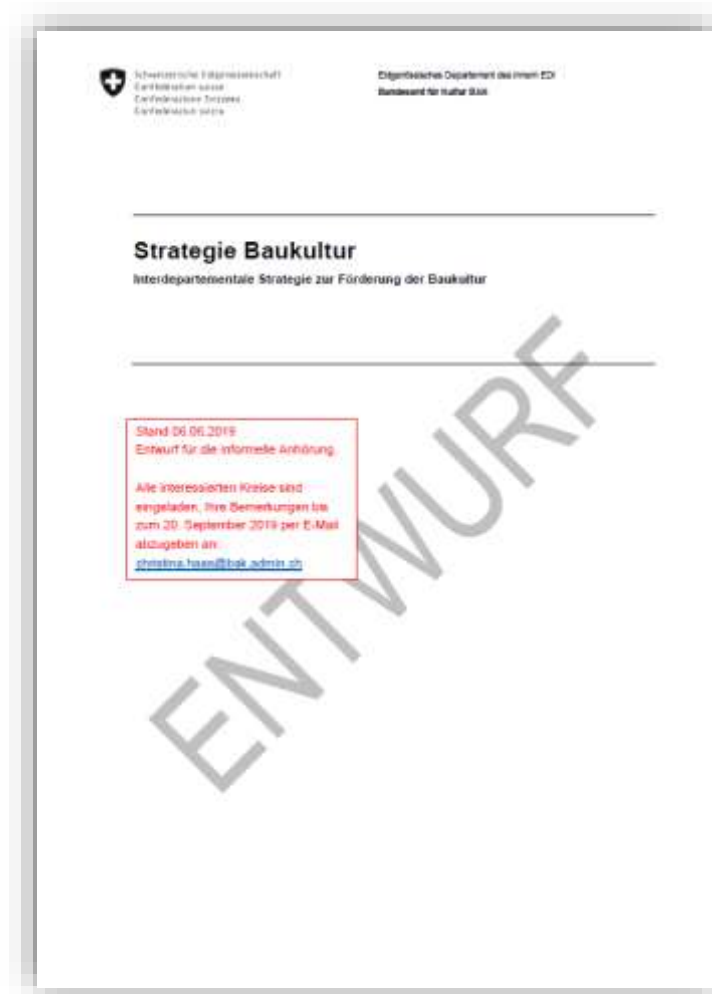 Schweizerische Eidgenossenschaft
Confédération suisse
Confederazione Svizzera
Confederaziun svizra
Eidgenössisches Departement des Innern EDI
Bundesamt für Kultur BAK
Strategie Baukultur
Interdepartementale Strategie zur Förderung der Baukultur
Stand 06.06.2019
Entwurf für die informelle Anhörung.
Alle interessierten Kreise sind
eingeladen, Ihre Bemerkungen bis
zum 20. September 2019 per E-Mail
abzugeben an:
christina.haas@bak.admin.ch
ENTWURF